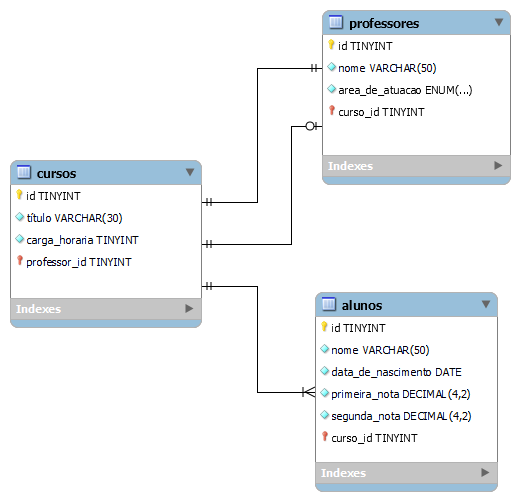 professores
id TINYINT
nome VARCHAR(50)
area_de_atuacao ENUM(...)
curso_id TINYINT
Indexes
cursos
id TINYINT
título VARCHAR(30)
carga_horaria TINYINT
professor_id TINYINT
Indexes
alunos
id TINYINT
nome VARCHAR(50)
data_de_nascimento DATE
primeira_nota DECIMAL(4,2)
segunda_nota DECIMAL(4,2)
curso_id TINYINT
Indexes